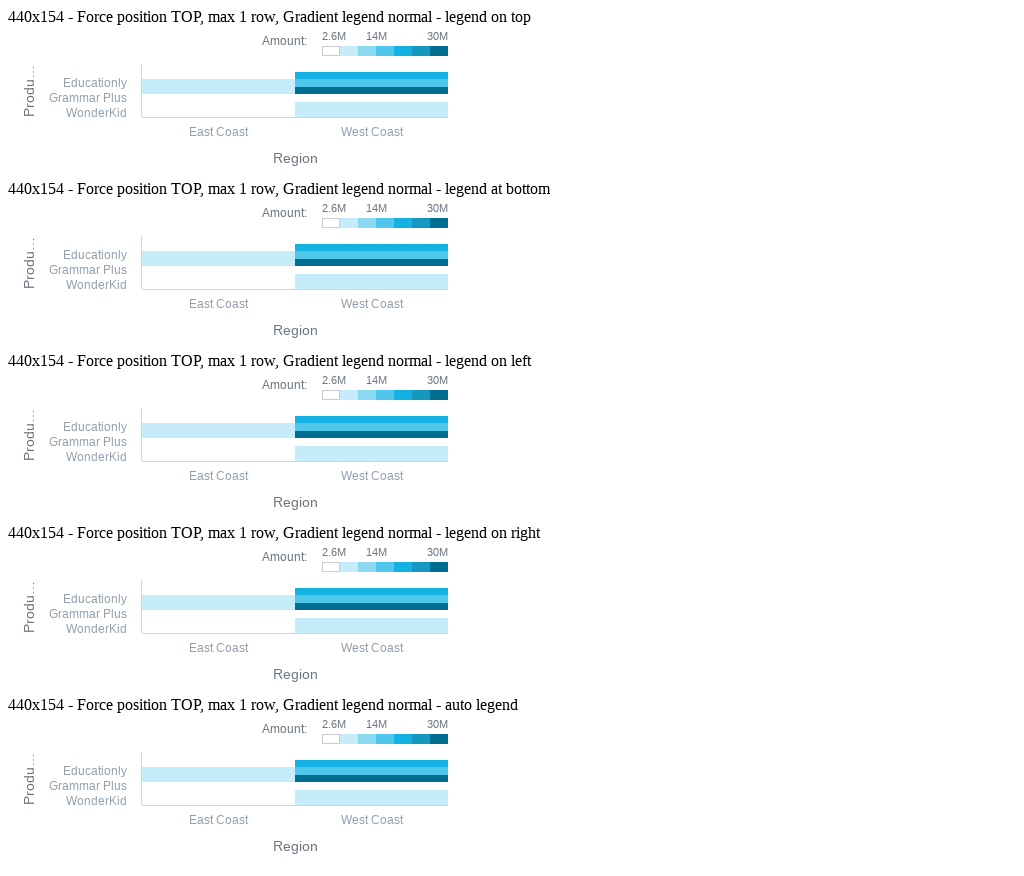 440x154 - Force position TOP, max 1 row, Gradient legend normal - legend on top
Amount: 2.6M 14M 30M
Produ…
Educationly
Grammar Plus
WonderKid
East Coast West Coast
Region
440x154 - Force position TOP, max 1 row, Gradient legend normal - legend at bottom
Amount: 2.6M 14M 30M
Produ…
Educationly
Grammar Plus
WonderKid
East Coast West Coast
Region
440x154 - Force position TOP, max 1 row, Gradient legend normal - legend on left
Amount: 2.6M 14M 30M
Produ…
Educationly
Grammar Plus
WonderKid
East Coast West Coast
Region
440x154 - Force position TOP, max 1 row, Gradient legend normal - legend on right
Amount: 2.6M 14M 30M
Produ…
Educationly
Grammar Plus
WonderKid
East Coast West Coast
Region
440x154 - Force position TOP, max 1 row, Gradient legend normal - auto legend
Amount: 2.6M 14M 30M
Produ…
Educationly
Grammar Plus
WonderKid
East Coast West Coast
Region